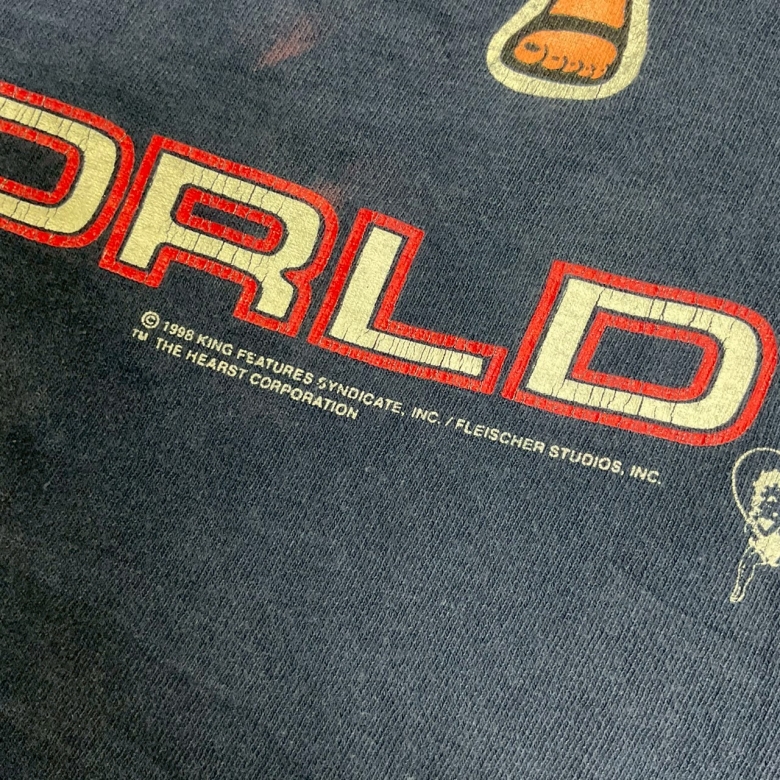 ORLD
© 1998 KING FEATURES SYNDICATE, INC. / FLEISCHER STUDIOS, INC.
TM THE HEARST CORPORATION